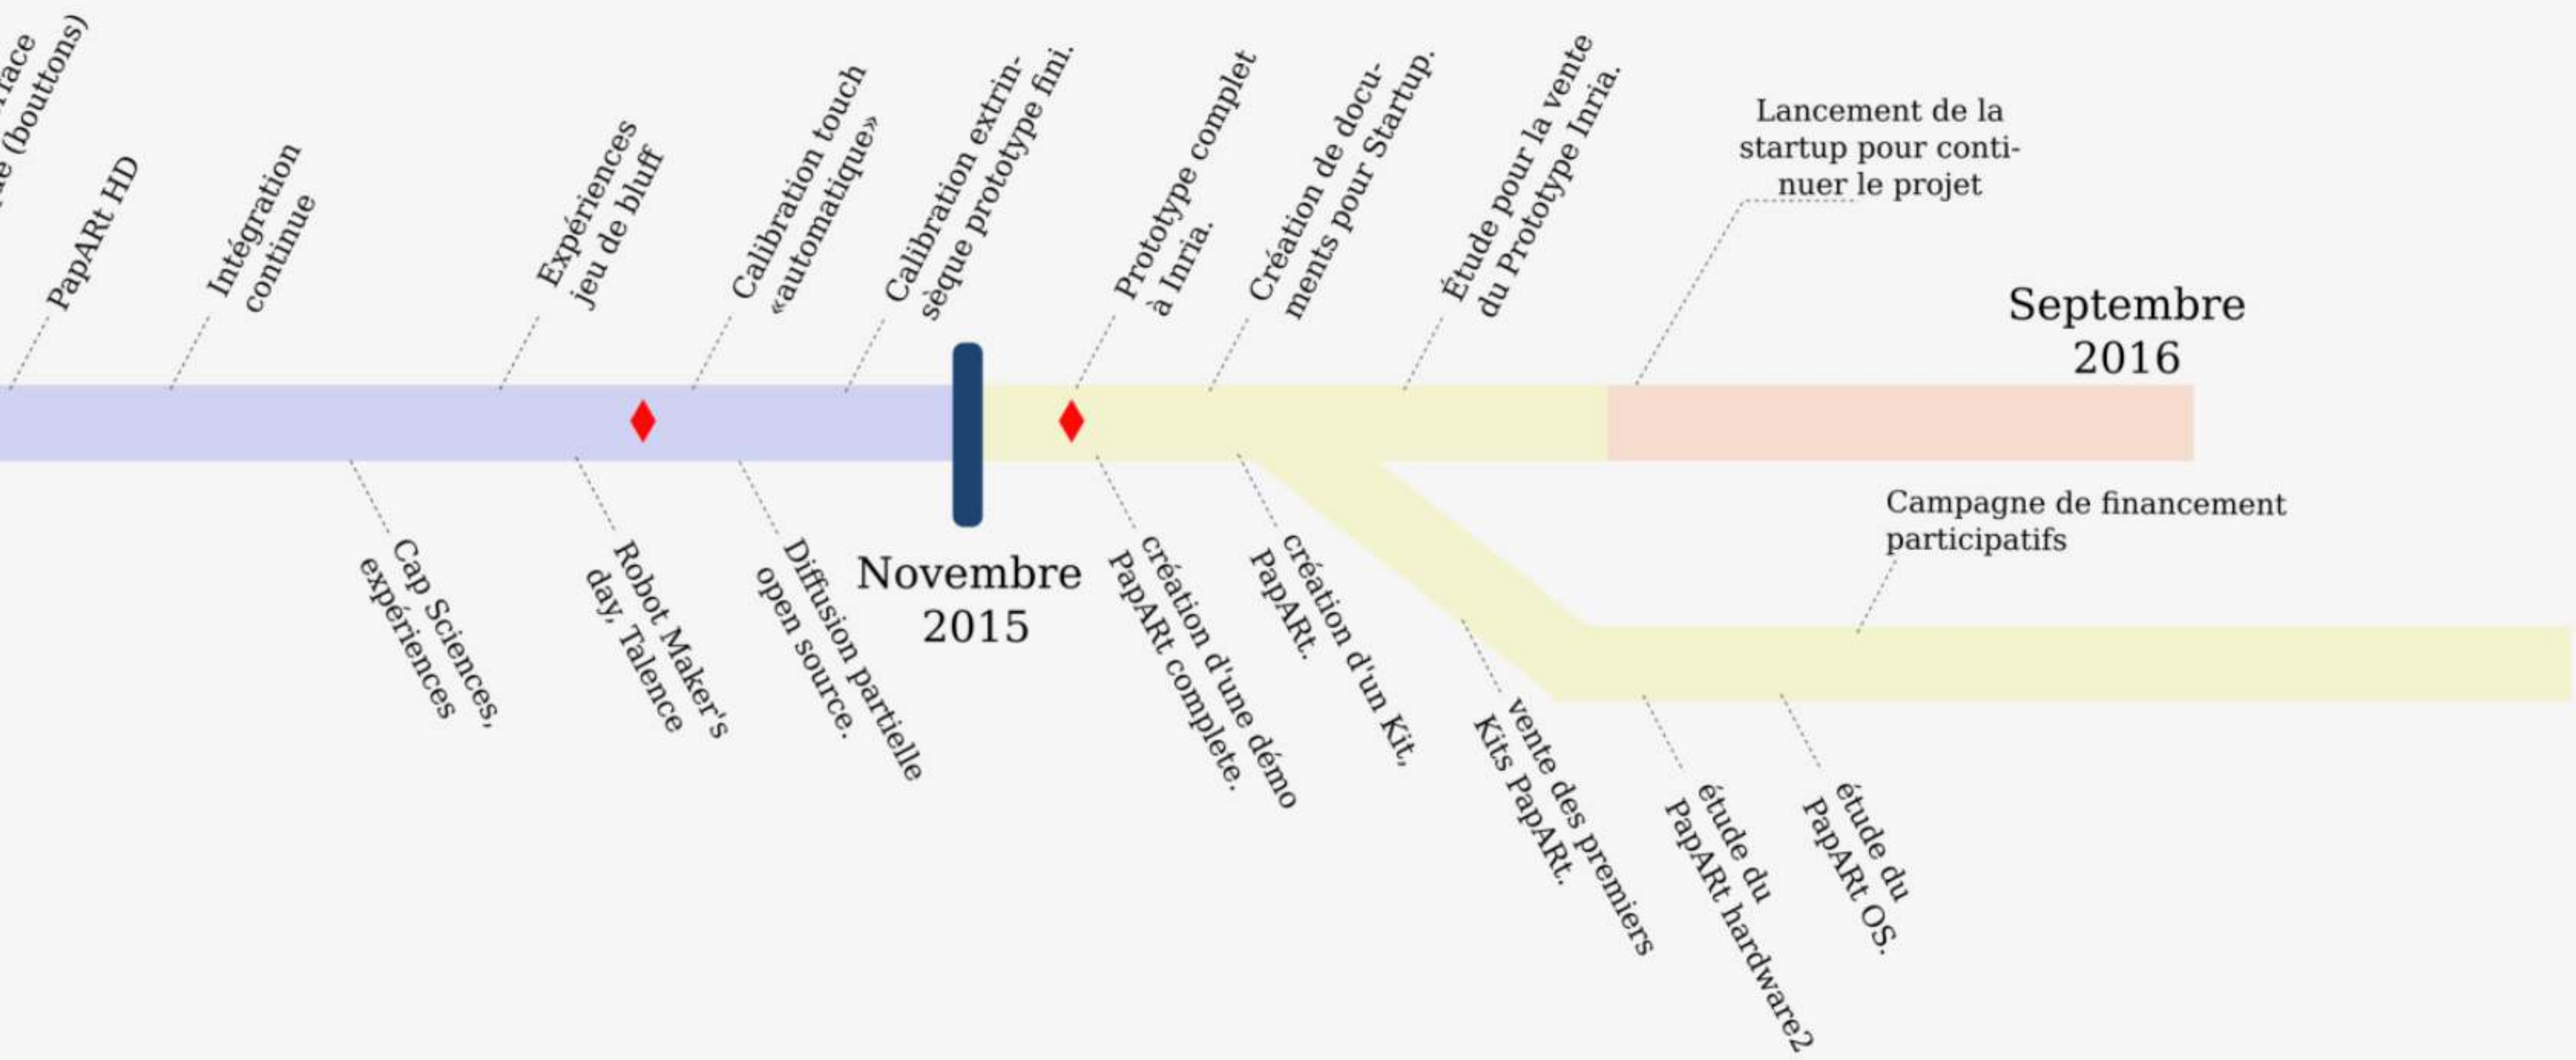 (bouttons)
PapARt HD
Intégration
continue
Expériences
jeu de bluff
Calibration touch
«automatique»
Calibration extrin-
sèque prototype fini.
Prototype complet
à Inria.
Création de docu-
ments pour Startup.
Étude pour la vente
du Prototype Inria.
Lancement de la
startup pour conti-
nuer le projet
Septembre
2016
Cap Sciences,
expériences
Robot Maker's
day, Talence
Diffusion partielle
open source.
Novembre
2015
création d'une démo
PapARt complete.
création d'un Kit,
PapARt.
Campagne de financement
participatifs
vente des premiers
Kits PapARt.
étude du
PapARt hardware2
étude du
PapARt OS.